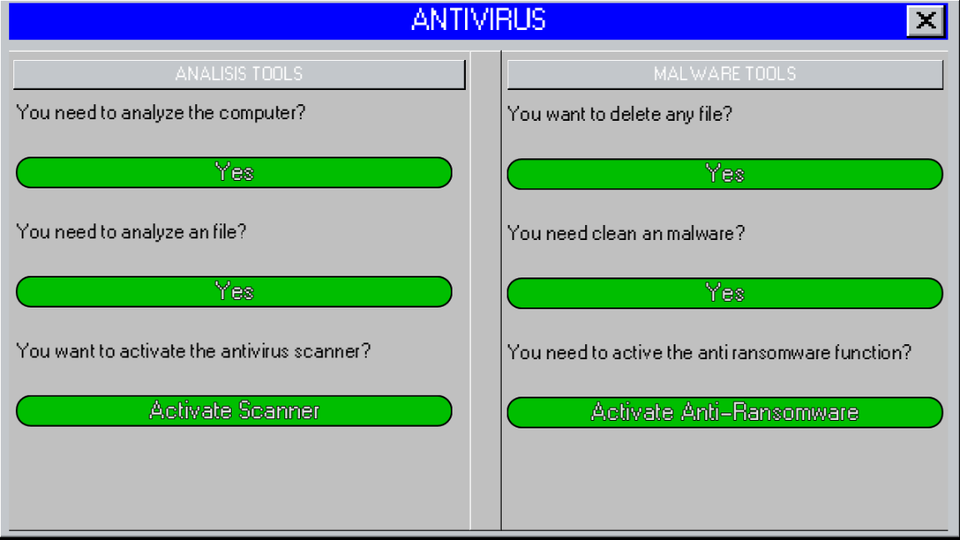 ANTIVIRUS
ANALISIS TOOLS
You need to analyze the computer?
Yes
You need to analyze an file?
Yes
You want to activate the antivirus scanner?
Activate Scanner
MALWARE TOOLS
You want to delete any file?
Yes
You need clean an malware?
Yes
You need to active the anti ransomware function?
Activate Anti-Ransomware